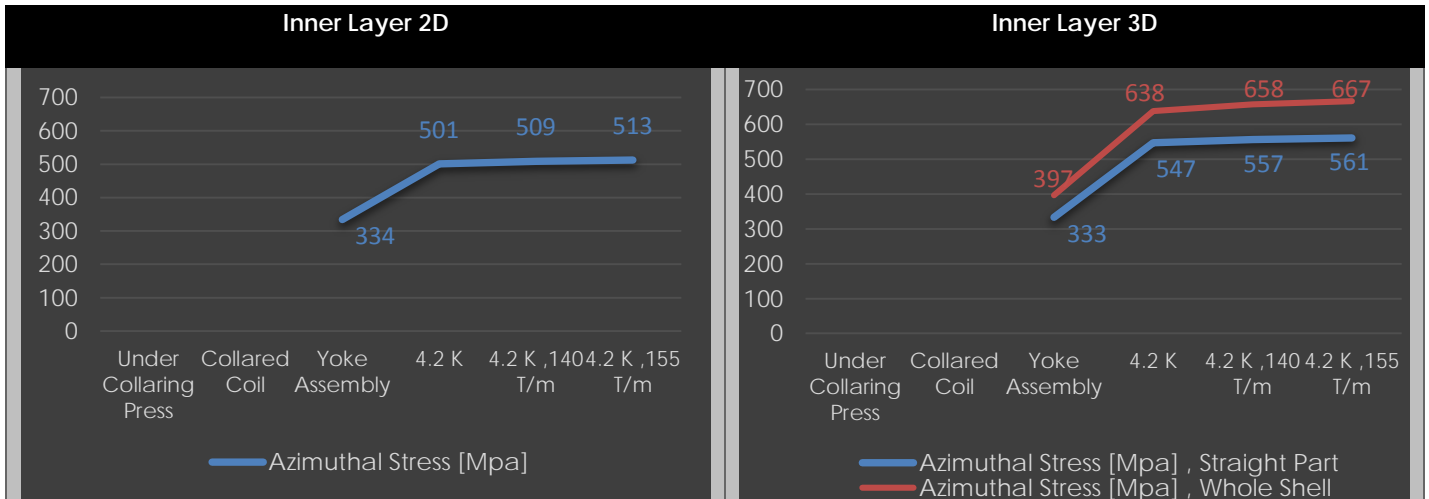 Inner Layer 2D
700
600
500
400
300
200
100
0
501
509
513
334
Under Collaring Press
Collared Coil
Yoke Assembly
4.2 K
4.2 K ,140 T/m
4.2 K ,155 T/m
Azimuthal Stress [Mpa]
Inner Layer 3D
700
600
500
400
300
200
100
0
638
658
667
397
547
557
561
333
Under Collaring Press
Collared Coil
Yoke Assembly
4.2 K
4.2 K ,140 T/m
4.2 K ,155 T/m
Azimuthal Stress [Mpa] , Straight Part
Azimuthal Stress [Mpa] , Whole Shell